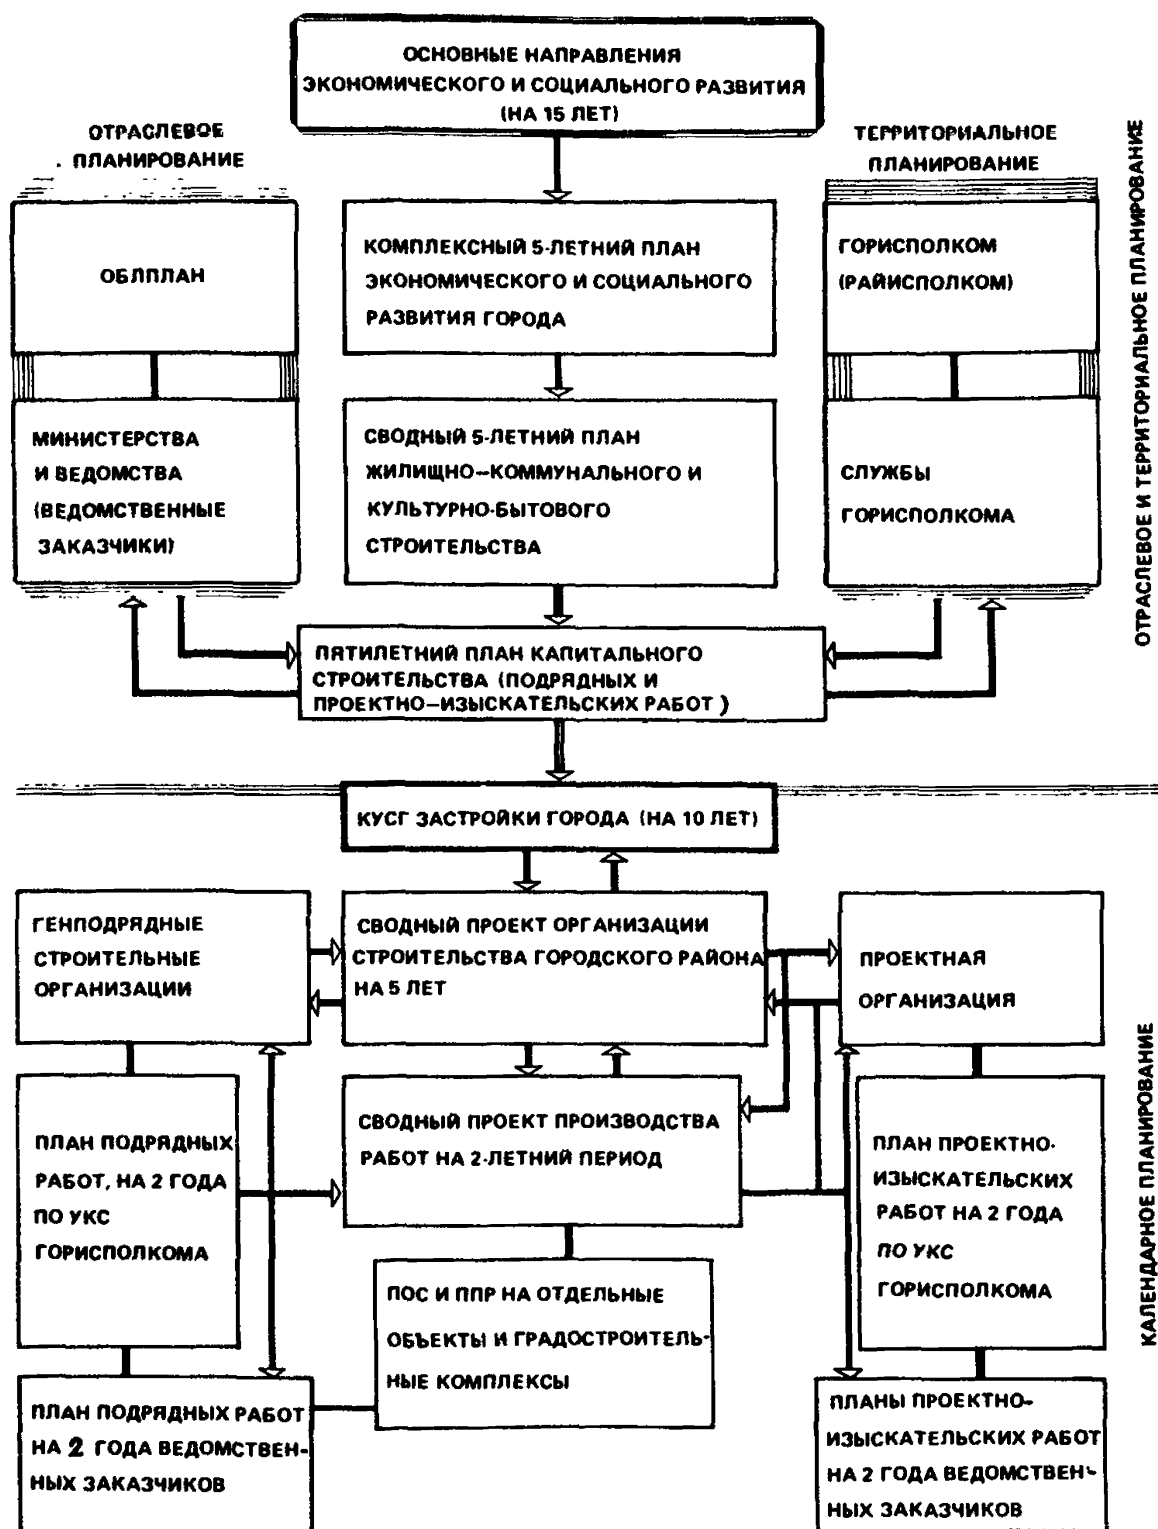 ОСНОВНЫЕ НАПРАВЛЕНИЯ
ЭКОНОМИЧЕСКОГО И СОЦИАЛЬНОГО РАЗВИТИЯ
(НА 15 ЛЕТ)
ОТРАСЛЕВОЕ
ПЛАНИРОВАНИЕ
ТЕРРИТОРИАЛЬНОЕ
ПЛАНИРОВАНИЕ
ОБЛПЛАН
КОМПЛЕКСНЫЙ 5-ЛЕТНИЙ ПЛАН
ЭКОНОМИЧЕСКОГО И СОЦИАЛЬНОГО
РАЗВИТИЯ ГОРОДА
ГОРИСПОЛКОМ
(РАЙИСПОЛКОМ)
МИНИСТЕРСТВА
И ВЕДОМСТВА
(ВЕДОМСТВЕННЫЕ
ЗАКАЗЧИКИ)
СВОДНЫЙ 5-ЛЕТНИЙ ПЛАН
ЖИЛИЩНО-КОММУНАЛЬНОГО И
КУЛЬТУРНО-БЫТОВОГО
СТРОИТЕЛЬСТВА
СЛУЖБЫ
ГОРИСПОЛКОМА
ПЯТИЛЕТНИЙ ПЛАН КАПИТАЛЬНОГО
СТРОИТЕЛЬСТВА (ПОДРЯДНЫХ И
ПРОЕКТНО-ИЗЫСКАТЕЛЬСКИХ РАБОТ)
ОТРАСЛЕВОЕ И ТЕРРИТОРИАЛЬНОЕ ПЛАНИРОВАНИЕ
КУСГ ЗАСТРОЙКИ ГОРОДА (НА 10 ЛЕТ)
ГЕНПОДРЯДНЫЕ
СТРОИТЕЛЬНЫЕ
ОРГАНИЗАЦИИ
СВОДНЫЙ ПРОЕКТ ОРГАНИЗАЦИИ
СТРОИТЕЛЬСТВА ГОРОДСКОГО РАЙОНА
НА 5 ЛЕТ
ПРОЕКТНАЯ
ОРГАНИЗАЦИЯ
ПЛАН ПОДРЯДНЫХ
РАБОТ, НА 2 ГОДА
ПО УКС
ГОРИСПОЛКОМА
СВОДНЫЙ ПРОЕКТ ПРОИЗВОДСТВА
РАБОТ НА 2-ЛЕТНИЙ ПЕРИОД
ПЛАН ПРОЕКТНО-
ИЗЫСКАТЕЛЬСКИХ
РАБОТ НА 2 ГОДА
ПО УКС
ГОРИСПОЛКОМА
ПОС И ППР НА ОТДЕЛЬНЫЕ
ОБЪЕКТЫ И ГРАДОСТРОИТЕЛЬ-
НЫЕ КОМПЛЕКСЫ
ПЛАН ПОДРЯДНЫХ РАБОТ
НА 2 ГОДА ВЕДОМСТВЕН-
НЫХ ЗАКАЗЧИКОВ
ПЛАНЫ ПРОЕКТНО-
ИЗЫСКАТЕЛЬСКИХ РАБОТ
НА 2 ГОДА ВЕДОМСТВЕН-
НЫХ ЗАКАЗЧИКОВ
КАЛЕНДАРНОЕ ПЛАНИРОВАНИЕ